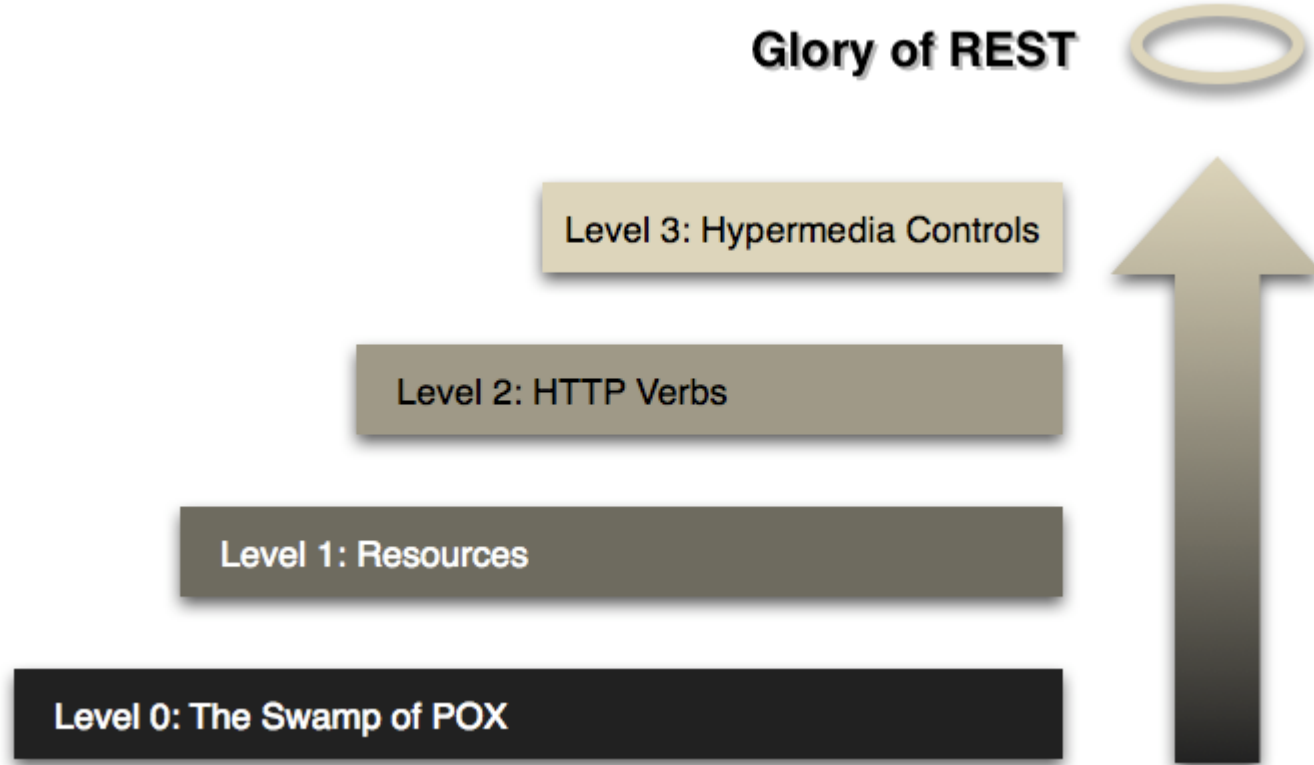 Glory of REST
Level 3: Hypermedia Controls
Level 2: HTTP Verbs
Level 1: Resources
Level 0: The Swamp of POX